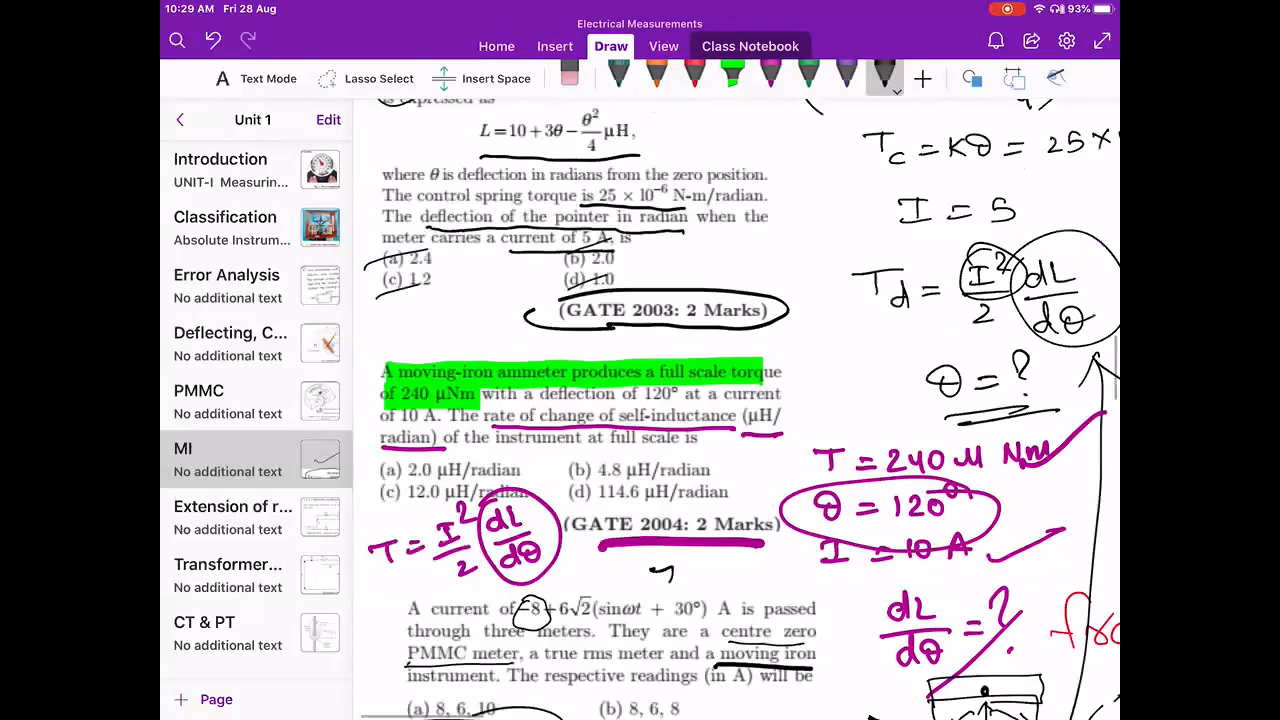 10:29 AM Fri 28 Aug
93%
Electrical Measurements
Home Insert Draw View Class Notebook
Text Mode Lasso Select Insert Space
Unit 1 Edit
Introduction
UNIT-I Measurin...
Classification
Absolute Instrum...
Error Analysis
No additional text
Deflecting, C...
No additional text
PMMC
No additional text
MI
No additional text
Extension of r...
No additional text
Transformer...
No additional text
CT & PT
No additional text
+ Page
is expressed as
L = 10 + 3θ − θ²/4 μH,
where θ is deflection in radians from the zero position.
The control spring torque is 25 × 10⁻⁶ N-m/radian.
The deflection of the pointer in radian when the
meter carries a current of 5 A, is
(a) 2.4 (b) 2.0
(c) 1.2 (d) 1.0
(GATE 2003: 2 Marks)
A moving-iron ammeter produces a full scale torque
of 240 μNm with a deflection of 120° at a current
of 10 A. The rate of change of self-inductance (μH/
radian) of the instrument at full scale is
(a) 2.0 μH/radian (b) 4.8 μH/radian
(c) 12.0 μH/radian (d) 114.6 μH/radian
(GATE 2004: 2 Marks)
T = I²/2 dL/dθ
A current of −8 + 6√2(sinωt + 30°) A is passed
through three meters. They are a centre zero
PMMC meter, a true rms meter and a moving iron
instrument. The respective readings (in A) will be
(a) 8, 6, 10 (b) 8, 6, 8
Tc = Kθ = 25 ×
I = 5
Td = I²/2 dL/dθ
θ = ?
T = 240 μ Nm
θ = 120°
I = 10 A
dL/dθ = ?